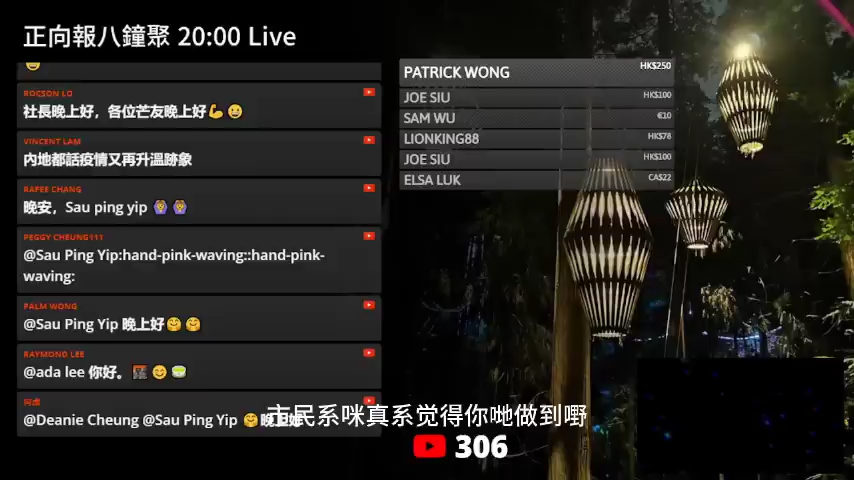 正向報八鐘聚 20:00 Live
ROCSON LO
社長晚上好，各位芒友晚上好💪😀
VINCENT LAM
內地都話疫情又再升溫跡象
RAFEE CHANG
晚安，Sau ping yip 🙆🙆
PEGGY CHEUNG111
@Sau Ping Yip:hand-pink-waving::hand-pink-
waving:
PALM WONG
@Sau Ping Yip 晚上好🤗🤗
RAYMOND LEE
@ada lee 你好。🌉😊🍵
@Deanie Cheung @Sau Ping Yip 🤗晚上好
PATRICK WONG HK$250
JOE SIU HK$100
SAM WU €10
LIONKING88 HK$78
JOE SIU HK$100
ELSA LUK CA$22
主民系咪真系觉得你哋做到嘢
306